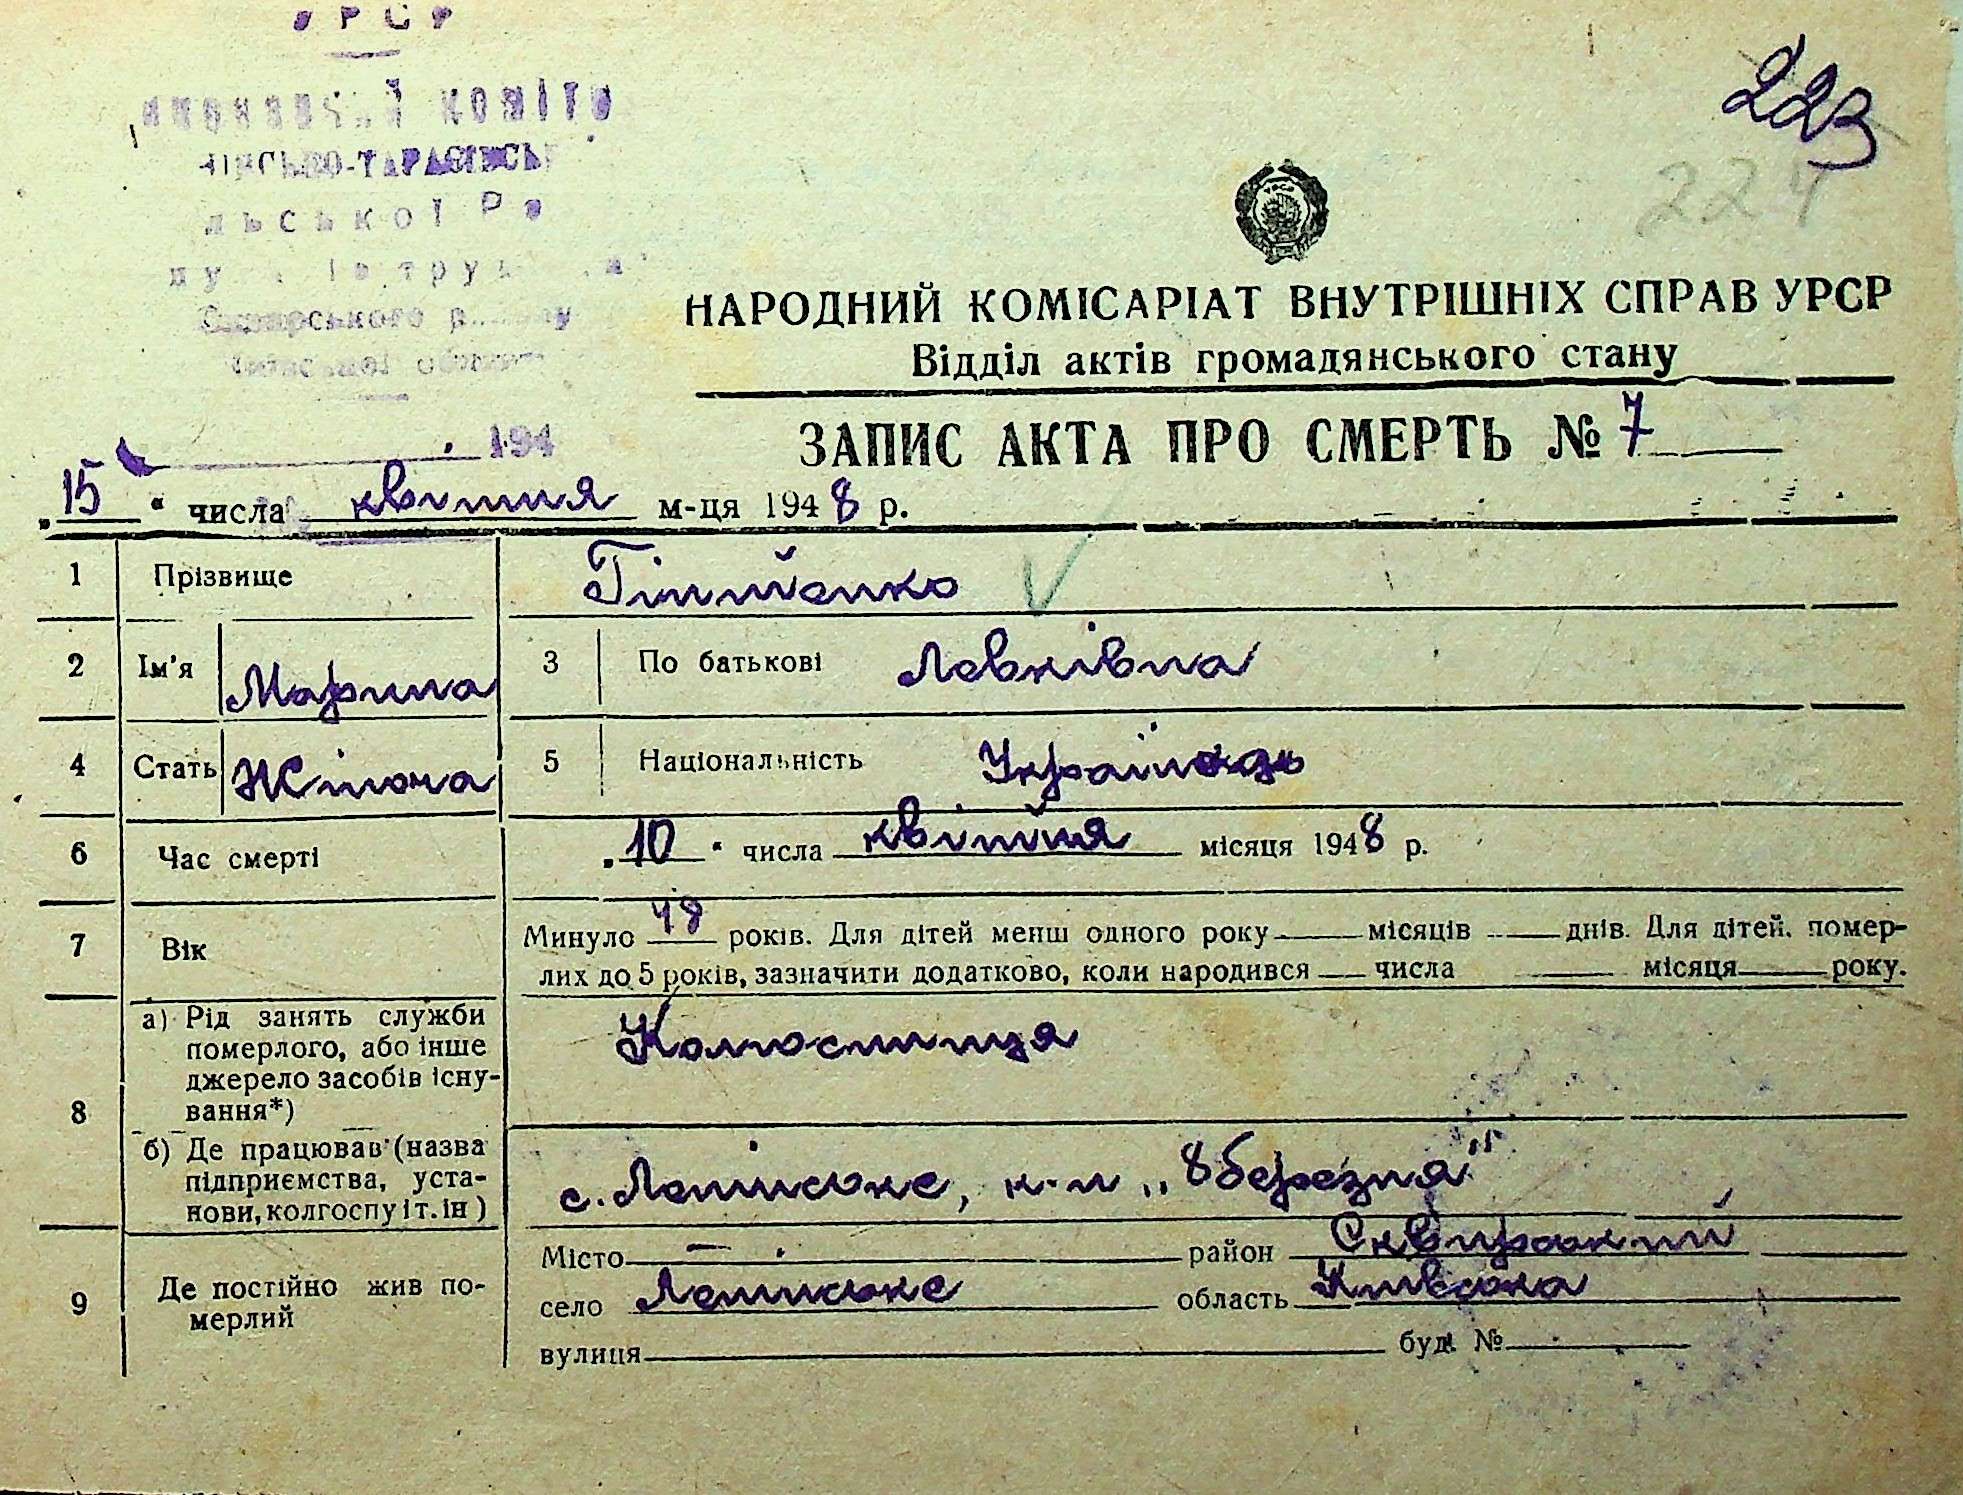 УРСР
223
224
НАРОДНИЙ КОМІСАРІАТ ВНУТРІШНІХ СПРАВ УРСР
Відділ актів громадянського стану
ЗАПИС АКТА ПРО СМЕРТЬ № 7
194
„15“ числа квітня м-ця 1948 р.
1 Прізвище
2 Ім'я Марина 3 По батькові Левківна
4 Стать Жіноча 5 Національність Українка
6 Час смерті „10“ числа квітня місяця 1948 р.
7 Вік Минуло 48 років. Для дітей менш одного року — місяців — днів. Для дітей, помер-
лих до 5 років, зазначити додатково, коли народився — числа — місяця — року.
8 а) Рід занять служби
померлого, або інше
джерело засобів існу-
вання*)
Колгоспниця
б) Де працював (назва
підприємства, уста-
нови, колгоспу і т. ін)
с. к-п „8 березня"
9 Де постійно жив по-
мерлий
Місто — район Сквирський
село область Київська
вулиця — буд. № —